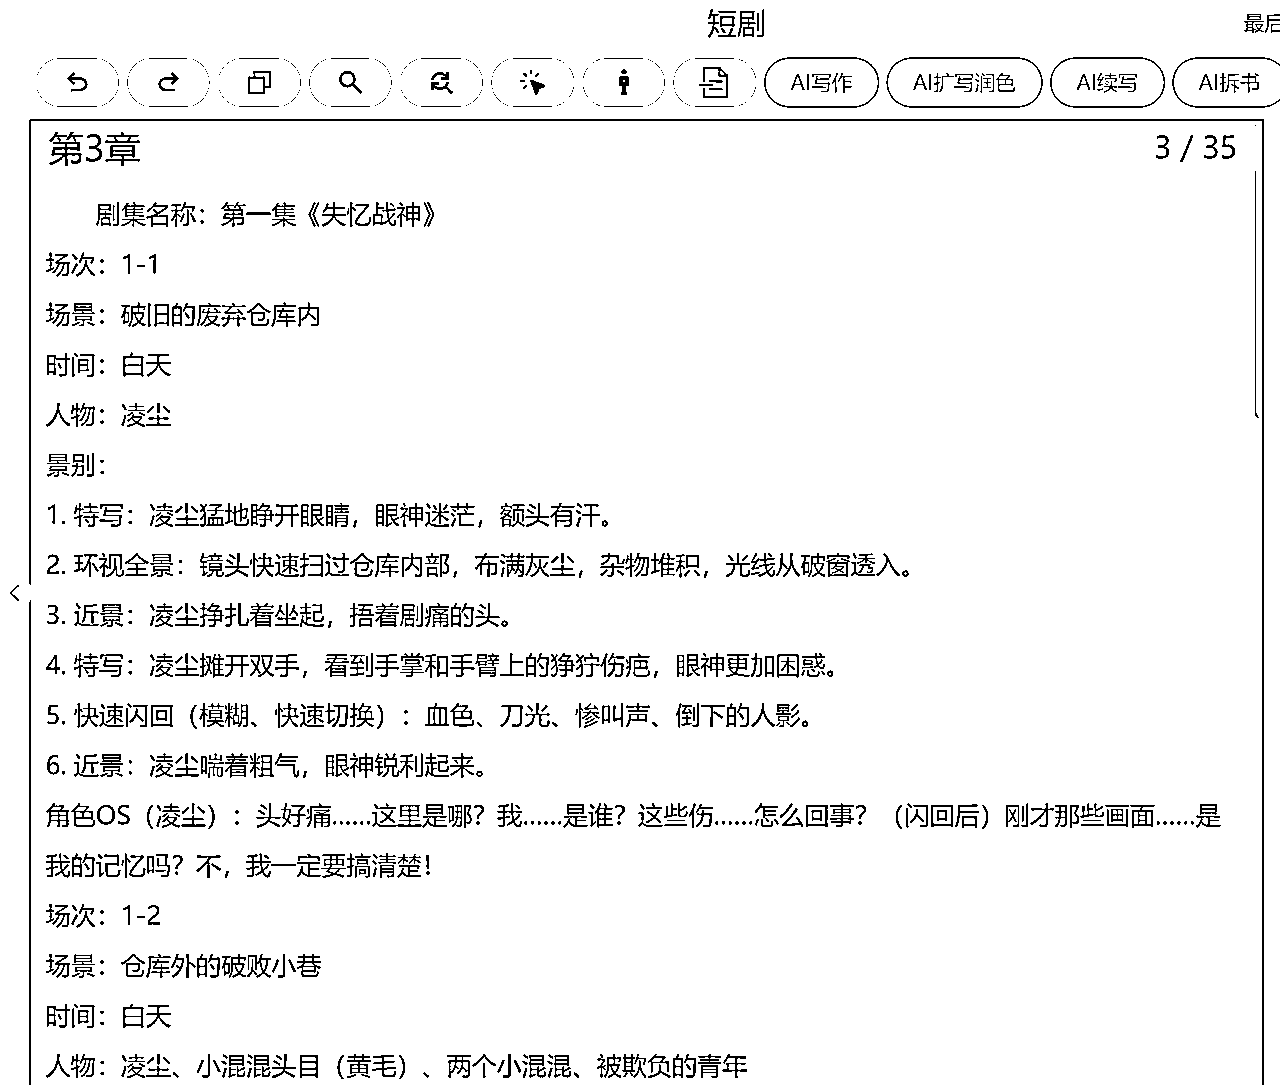 短剧
最后
AI写作
AI扩写润色
AI续写
AI拆书
第3章
3 / 35
剧集名称：第一集《失忆战神》
场次：1-1
场景：破旧的废弃仓库内
时间：白天
人物：凌尘
景别：
1. 特写：凌尘猛地睁开眼睛，眼神迷茫，额头有汗。
2. 环视全景：镜头快速扫过仓库内部，布满灰尘，杂物堆积，光线从破窗透入。
3. 近景：凌尘挣扎着坐起，捂着剧痛的头。
4. 特写：凌尘摊开双手，看到手掌和手臂上的狰狞伤疤，眼神更加困惑。
5. 快速闪回（模糊、快速切换）：血色、刀光、惨叫声、倒下的人影。
6. 近景：凌尘喘着粗气，眼神锐利起来。
角色OS（凌尘）：头好痛……这里是哪？我……是谁？这些伤……怎么回事？（闪回后）刚才那些画面……是
我的记忆吗？不，我一定要搞清楚！
场次：1-2
场景：仓库外的破败小巷
时间：白天
人物：凌尘、小混混头目（黄毛）、两个小混混、被欺负的青年